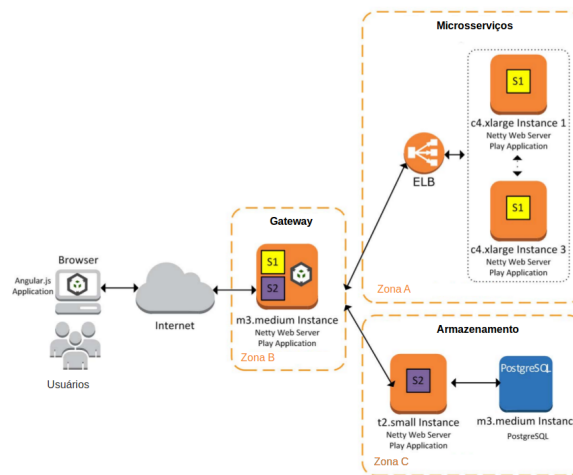 Microsserviços
S1
c4.xlarge Instance 1
Netty Web Server
Play Application
ELB
S1
c4.xlarge Instance 3
Netty Web Server
Play Application
Zona A
Gateway
S1
S2
m3.medium Instance
Netty Web Server
Play Application
Zona B
Browser
Angular.js
Application
Internet
Usuários
Armazenamento
S2
t2.small Instance
Netty Web Server
Play Application
PostgreSQL
m3.medium Instanc
PostgreSQL
Zona C